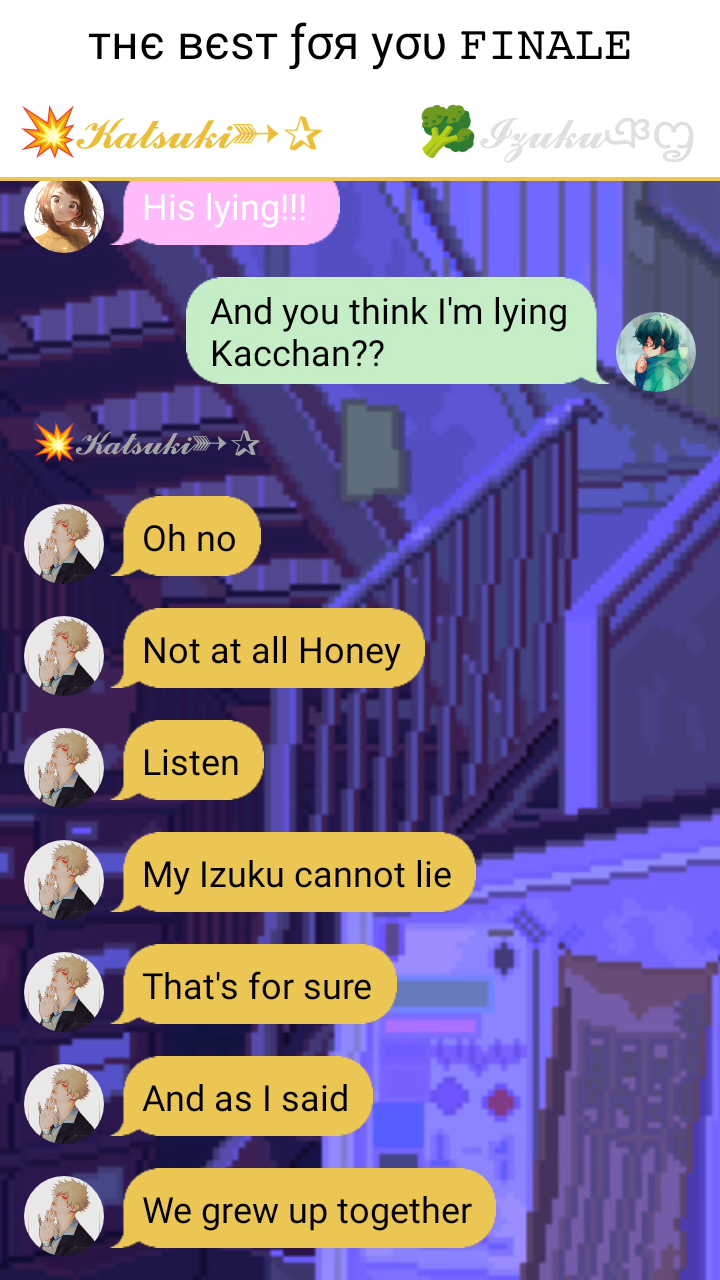 тнє вєѕт ƒσя уσυ 𝙵𝙸𝙽𝙰𝙻𝙴
💥𝓚𝓪𝓽𝓼𝓾𝓴𝓲➳☆
🥦𝓘𝔃𝓾𝓴𝓾
His lying!!!
And you think I'm lying
Kacchan??
💥𝓚𝓪𝓽𝓼𝓾𝓴𝓲➳☆
Oh no
Not at all Honey
Listen
My Izuku cannot lie
That's for sure
And as I said
We grew up together